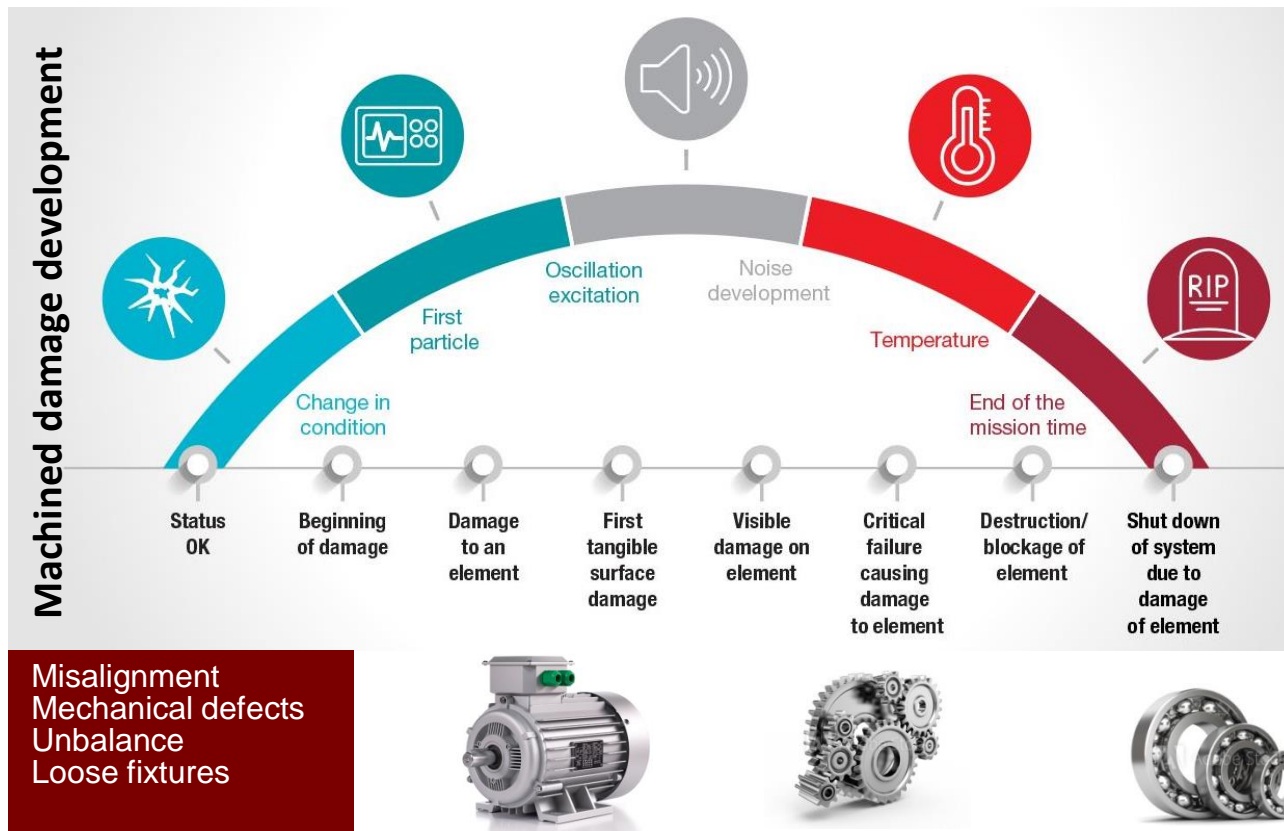 Machined damage development
RIP
Oscillation
excitation
Noise
development
First
particle
Temperature
Change in
condition
End of the
mission time
Status
OK
Beginning
of damage
Damage
to an
element
First
tangible
surface
damage
Visible
damage on
element
Critical
failure
causing
damage
to element
Destruction/
blockage of
element
Shut down
of system
due to
damage
of element
Misalignment
Mechanical defects
Unbalance
Loose fixtures